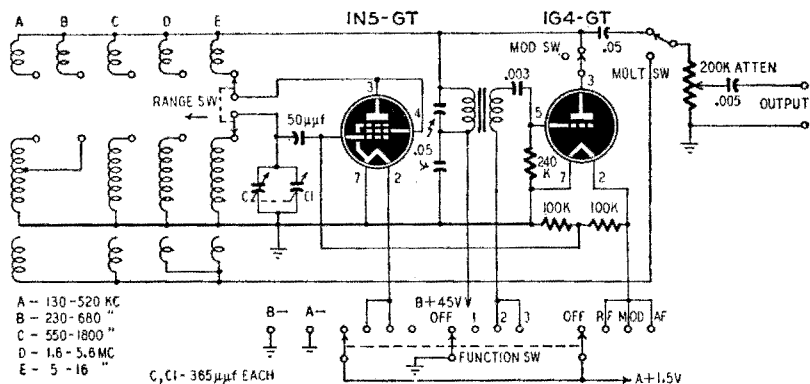 IN5-GT
IG4-GT
A B C D E
MOD SW.
.05
MULT SW
200K ATTEN
.005
OUTPUT
RANGE SW
50µµf
3
4
7
2
.003
.05
5
3
240
K
7
2
100K
100K
C2
C1
B+45V
B-
A-
OFF
1
2
3
OFF
RF
MOD
AF
FUNCTION SW
A+1.5V
A - 130-520 KC
B - 230-680 "
C - 550-1800 "
D - 1.6-5.6 MC
E - 5 -16 "
C,C1-365µµf EACH